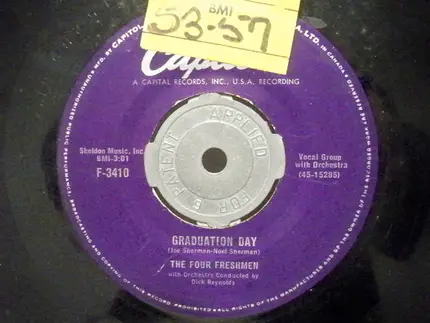 BMI
53-57
Capitol
A CAPITAL RECORDS, INC., U.S.A. RECORDING
Sheldon Music, Inc
BMI-3:01
F-3410
Vocal Group
with Orchestra
(45-15285)
PATENT APPLIED FOR
GRADUATION DAY
(Joe Sherman-Noel Sherman)
THE FOUR FRESHMEN
with Orchestra Conducted by
Dick Reynolds